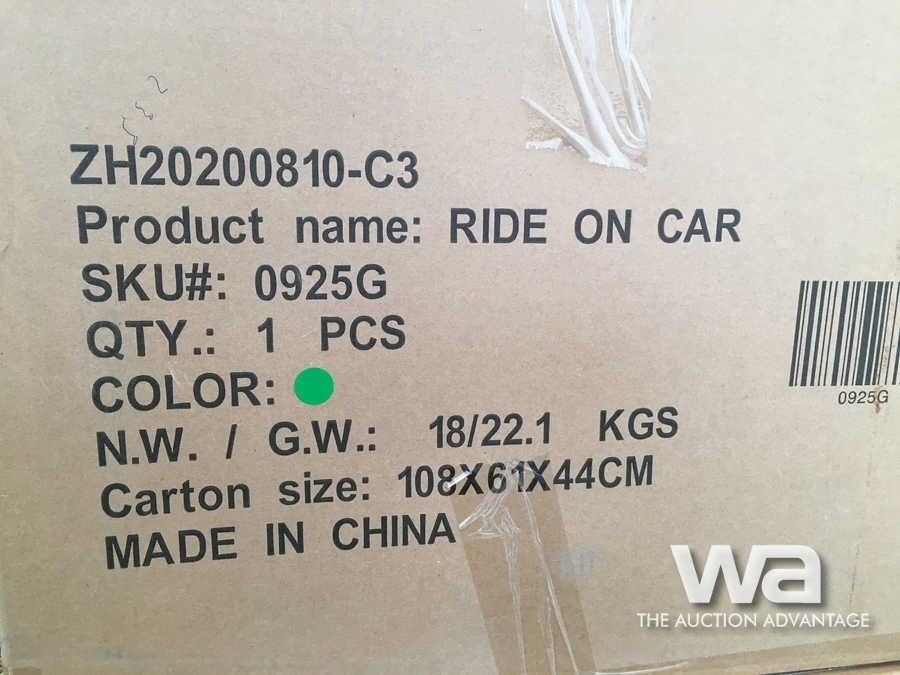 ZH20200810-C3
Product name: RIDE ON CAR
SKU#: 0925G
QTY.: 1 PCS
COLOR:
N.W. / G.W.: 18/22.1 KGS
Carton size: 108X61X44CM
MADE IN CHINA
0925G
wa
THE AUCTION ADVANTAGE